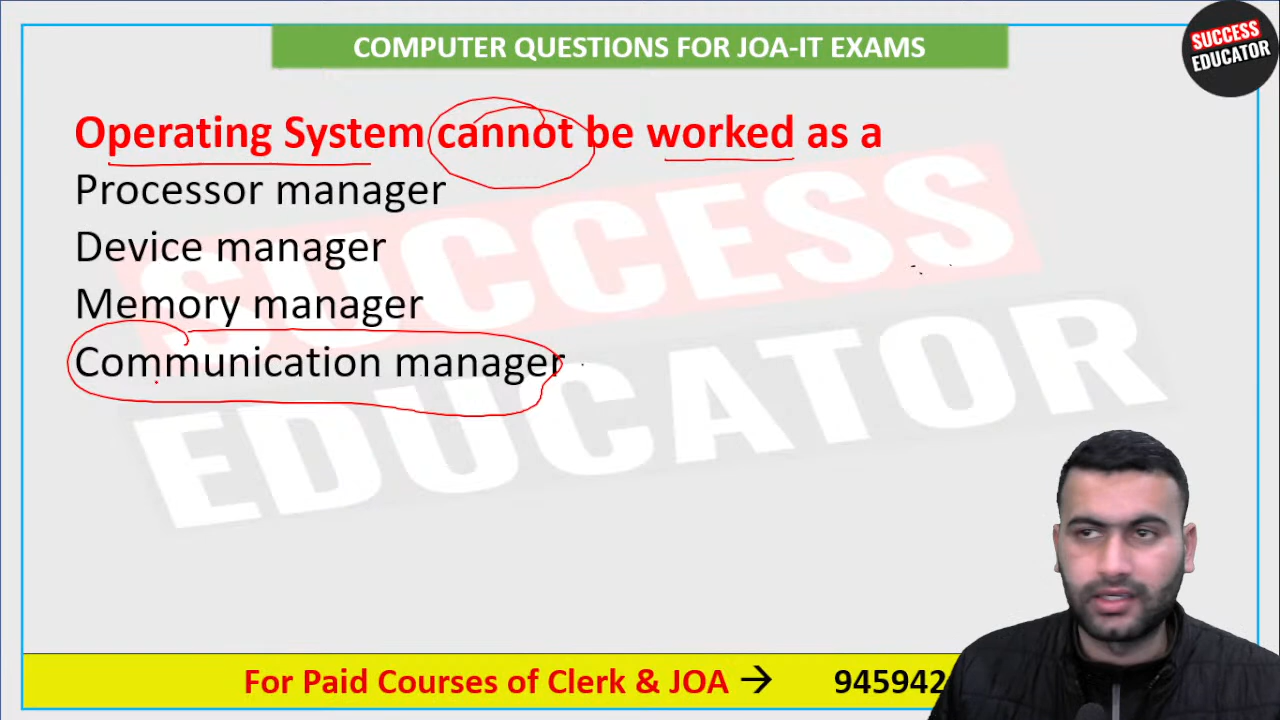 COMPUTER QUESTIONS FOR JOA-IT EXAMS
SUCCESS
EDUCATOR
Operating System cannot be worked as a
Processor manager
Device manager
Memory manager
Communication manager
SUCCESS
EDUCATOR
For Paid Courses of Clerk & JOA → 945942